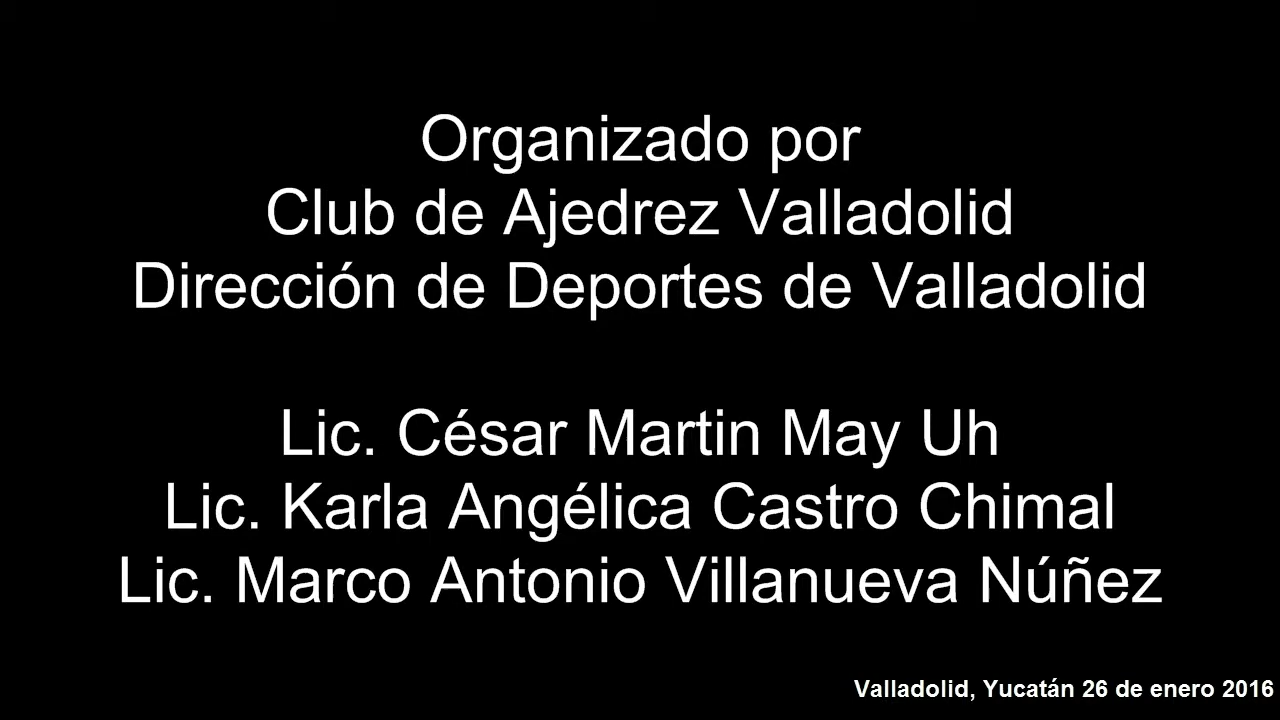 Organizado por
Club de Ajedrez Valladolid
Dirección de Deportes de Valladolid
Lic. César Martin May Uh
Lic. Karla Angélica Castro Chimal
Lic. Marco Antonio Villanueva Núñez
Valladolid, Yucatán 26 de enero 2016